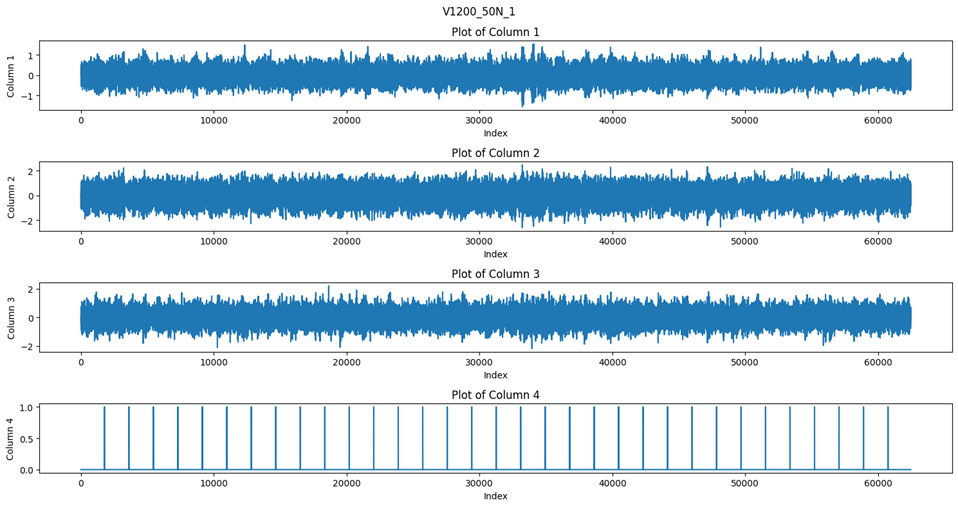 V1200_50N_1
Plot of Column 1
Column 1
1
0
−1
0 10000 20000 30000 40000 50000 60000
Index
Plot of Column 2
Column 2
2
0
−2
0 10000 20000 30000 40000 50000 60000
Index
Plot of Column 3
Column 3
2
0
−2
0 10000 20000 30000 40000 50000 60000
Index
Plot of Column 4
Column 4
1.0
0.5
0.0
0 10000 20000 30000 40000 50000 60000
Index